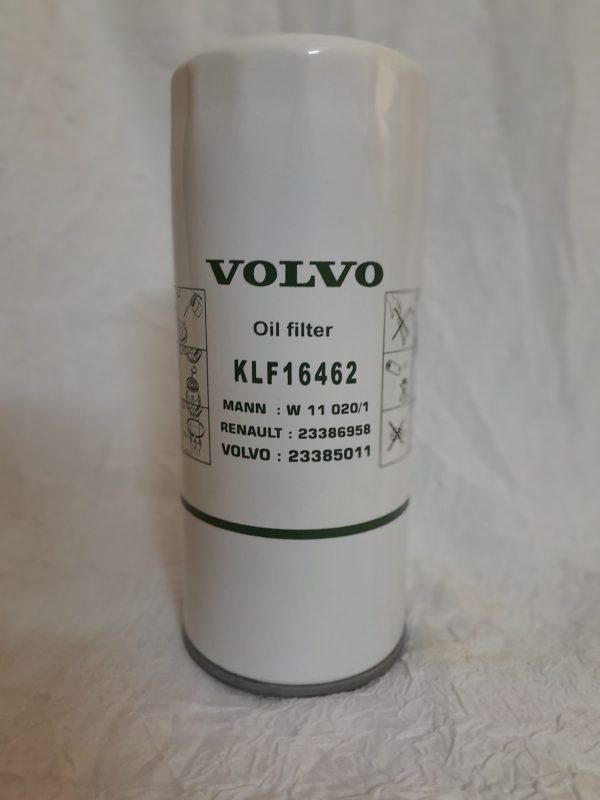 VOLVO
Oil filter
KLF16462
MANN : W 11 020/1
RENAULT : 23386958
VOLVO : 23385011